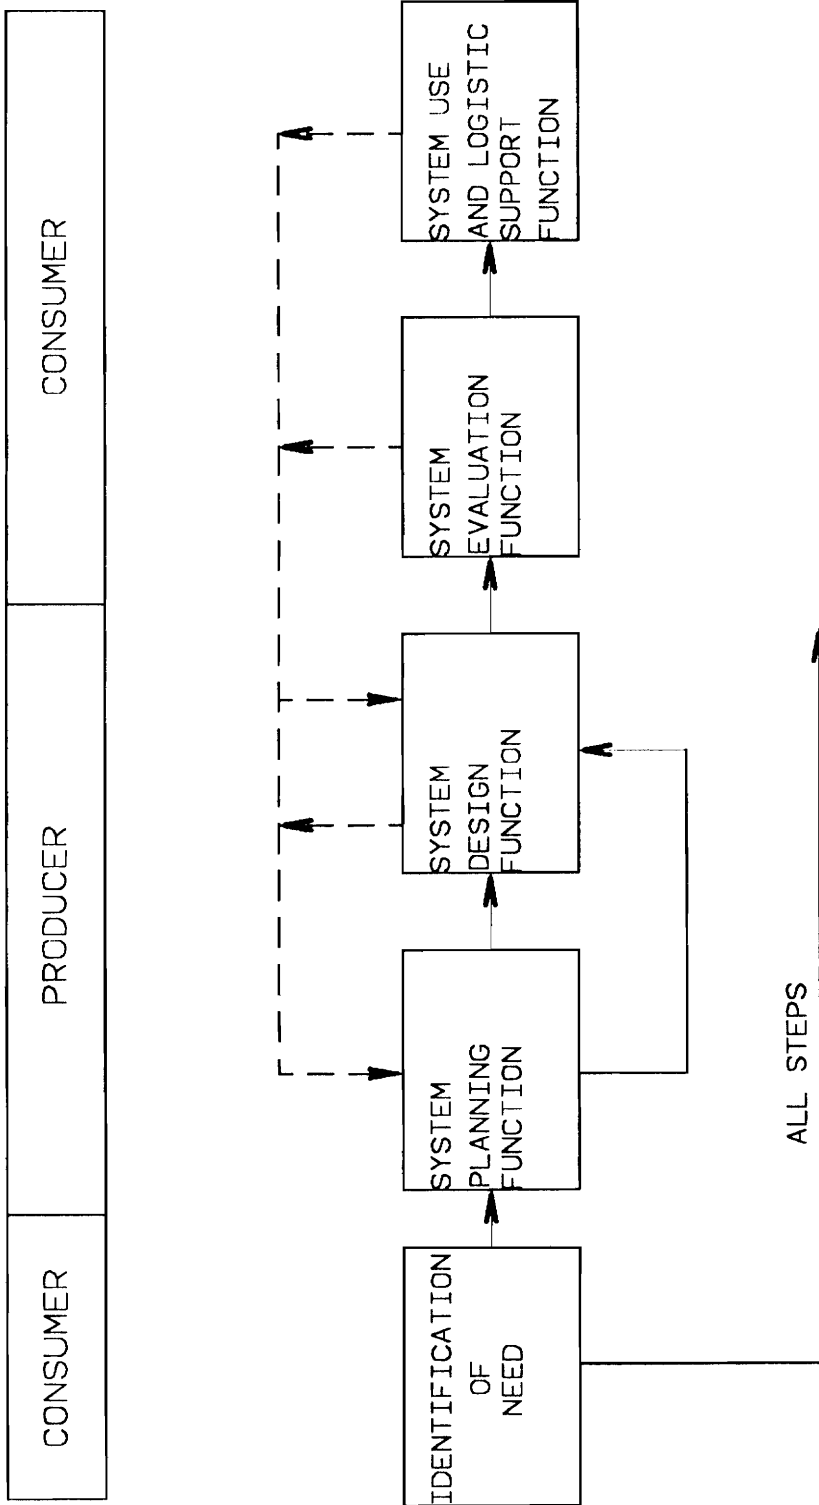 CONSUMER
PRODUCER
CONSUMER
IDENTIFICATION
OF
NEED
SYSTEM
PLANNING
FUNCTION
SYSTEM
DESIGN
FUNCTION
SYSTEM
EVALUATION
FUNCTION
SYSTEM USE
AND LOGISTIC
SUPPORT
FUNCTION
ALL STEPS